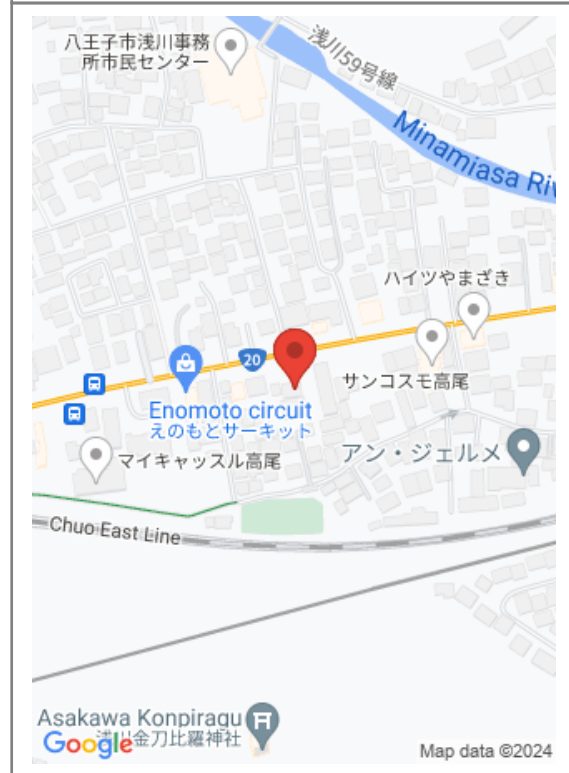 八王子市浅川事務
所市民センター
浅川59号線
Minamiasa Riv
ハイツやまざき
20
サンコスモ高尾
Enomoto circuit
えのもとサーキット
マイキャッスル高尾
アン・ジェルメ
Chuo East Line
Asakawa Konpiragu
浅川金刀比羅神社
Google
Map data ©2024